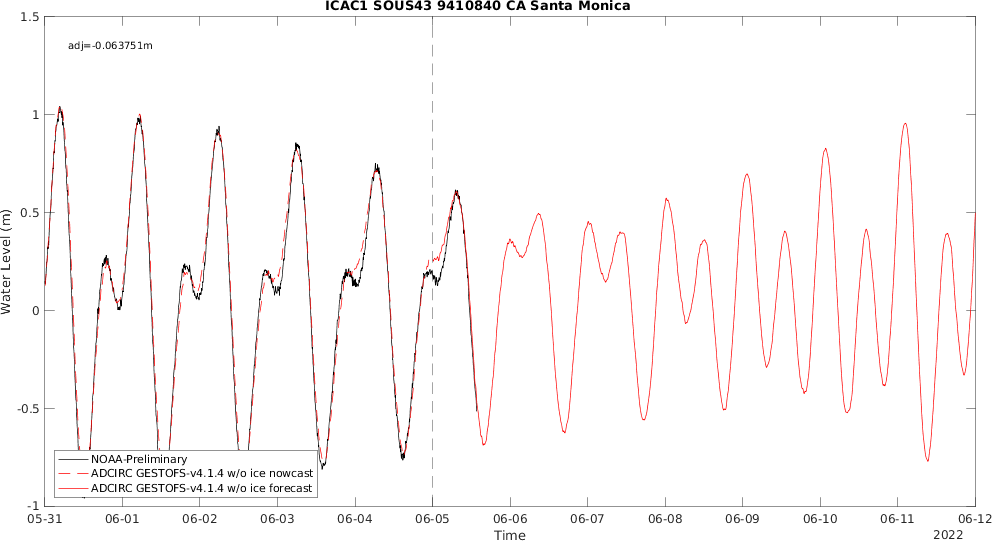 ICAC1 SOUS43 9410840 CA Santa Monica
1.5
adj=-0.063751m
1
0.5
Water Level (m)
0
-0.5
NOAA-Preliminary
ADCIRC GESTOFS-v4.1.4 w/o ice nowcast
ADCIRC GESTOFS-v4.1.4 w/o ice forecast
-1
05-31 06-01 06-02 06-03 06-04 06-05 06-06 06-07 06-08 06-09 06-10 06-11 06-12
Time
2022